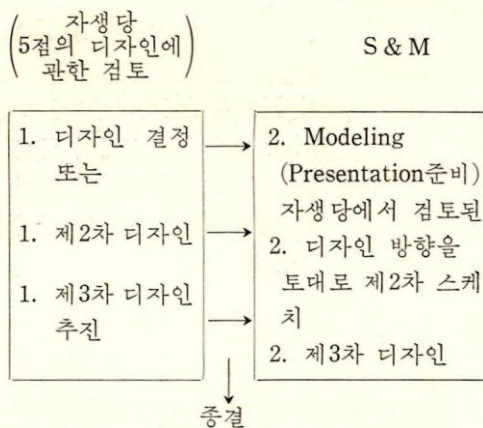 자생당
5점의 디자인에
관한 검토
S & M
1. 디자인 결정
또는
1. 제2차 디자인
1. 제3차 디자인
추진
2. Modeling
(Presentation준비)
자생당에서 검토된
2. 디자인 방향을
토대로 제2차 스케
치
2. 제3차 디자인
종결